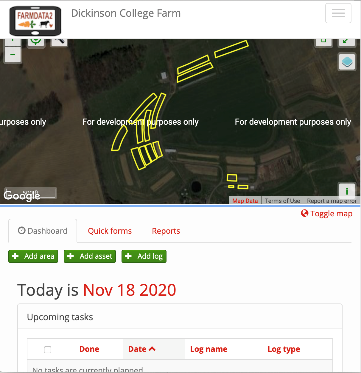 FARMDATA2
Dickinson College Farm
+
−
urposes only
For development purposes only
For development purposes only
Google
Map Data
Terms of Use
Report a map error
i
Toggle map
Dashboard
Quick forms
Reports
+ Add area
+ Add asset
+ Add log
Today is Nov 18 2020
Upcoming tasks
Done
Date
Log name
Log type
No tasks are currently planned